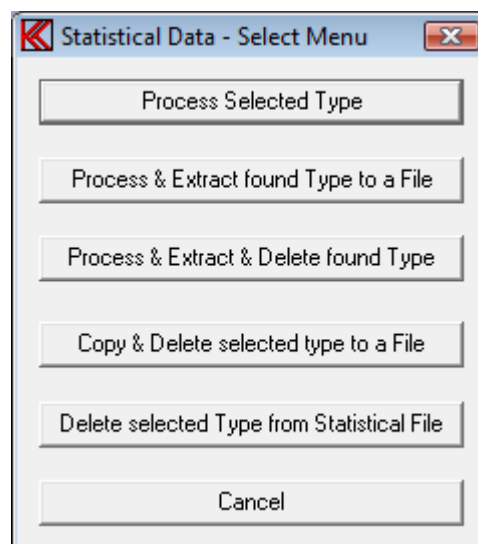 Statistical Data - Select Menu
Process Selected Type
Process & Extract found Type to a File
Process & Extract & Delete found Type
Copy & Delete selected type to a File
Delete selected Type from Statistical File
Cancel